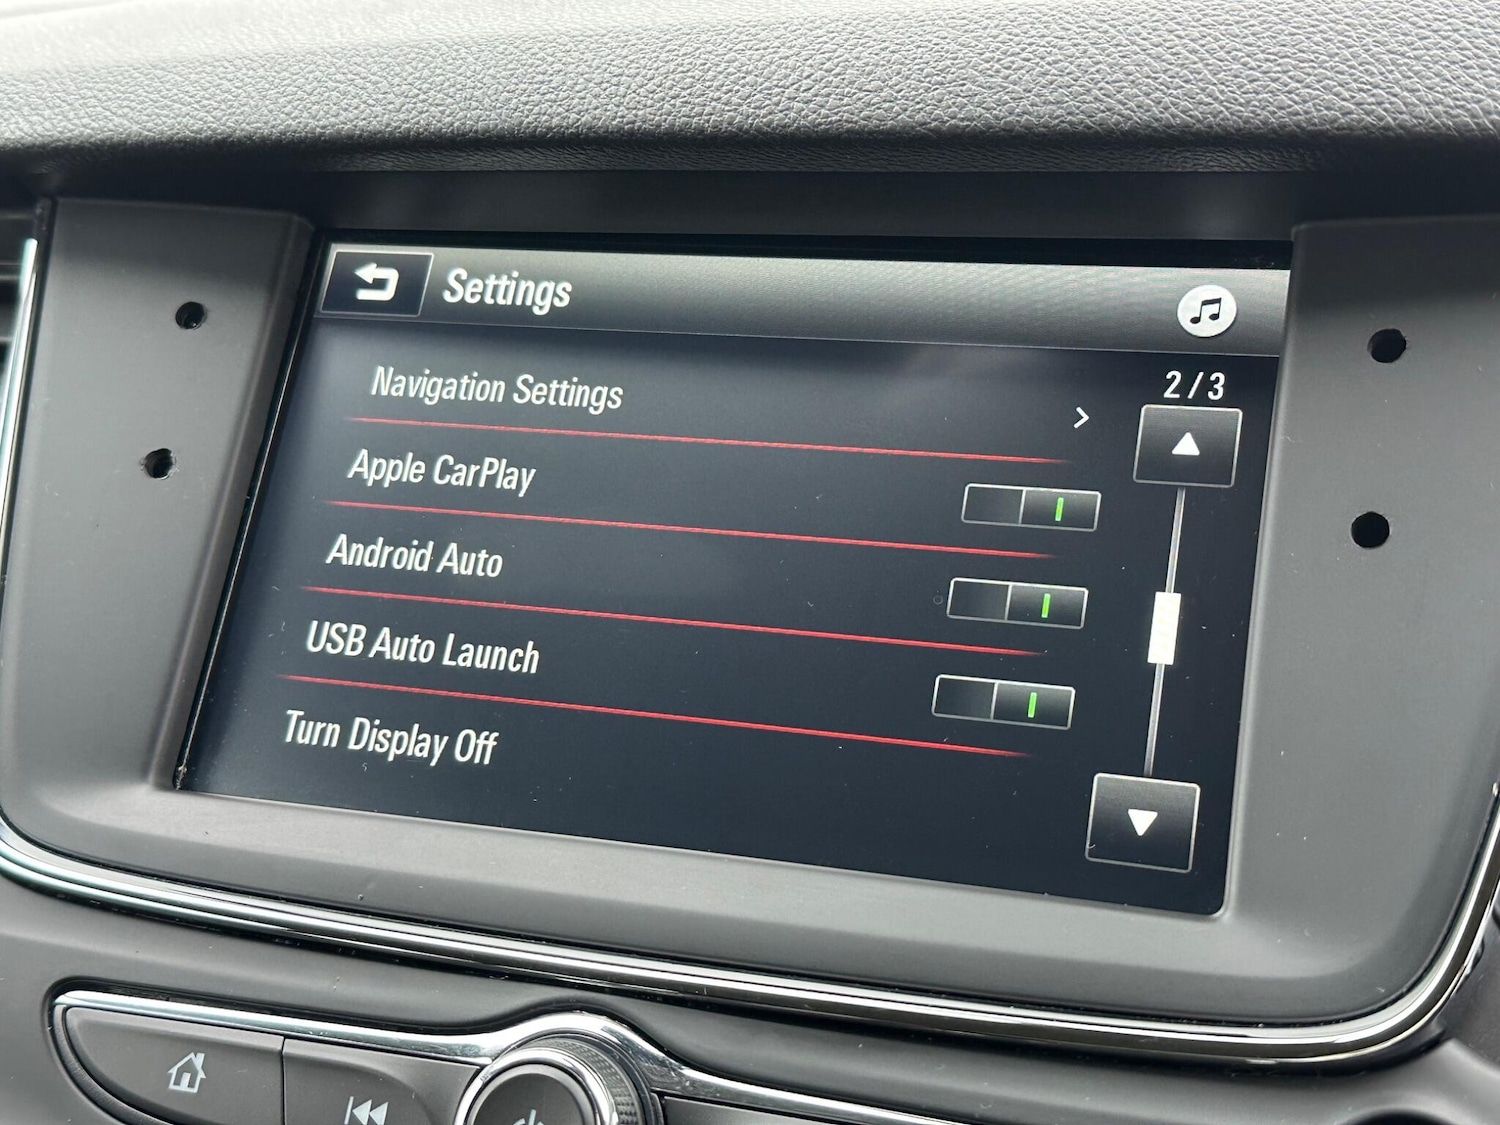 Settings
2/3
Navigation Settings
Apple CarPlay
Android Auto
USB Auto Launch
Turn Display Off